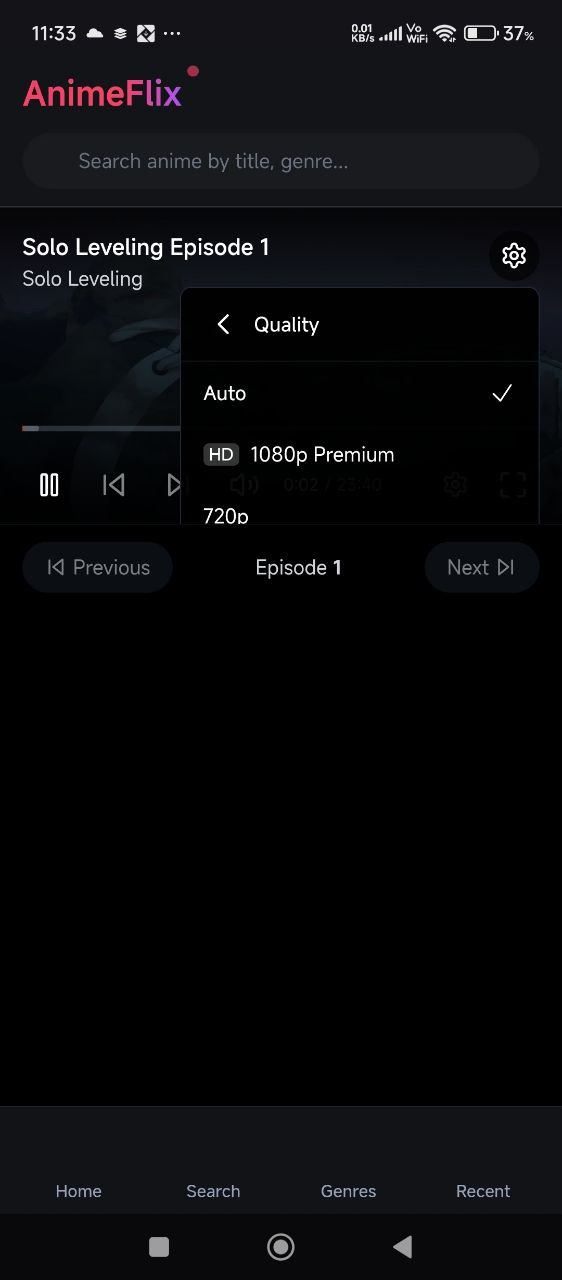 11:33
0.01 KB/s
Vo WiFi
37%
AnimeFlix
Search anime by title, genre...
Solo Leveling Episode 1
Solo Leveling
Quality
Auto
HD 1080p Premium
720p
0:02 / 23:40
Previous
Episode 1
Next
Home
Search
Genres
Recent